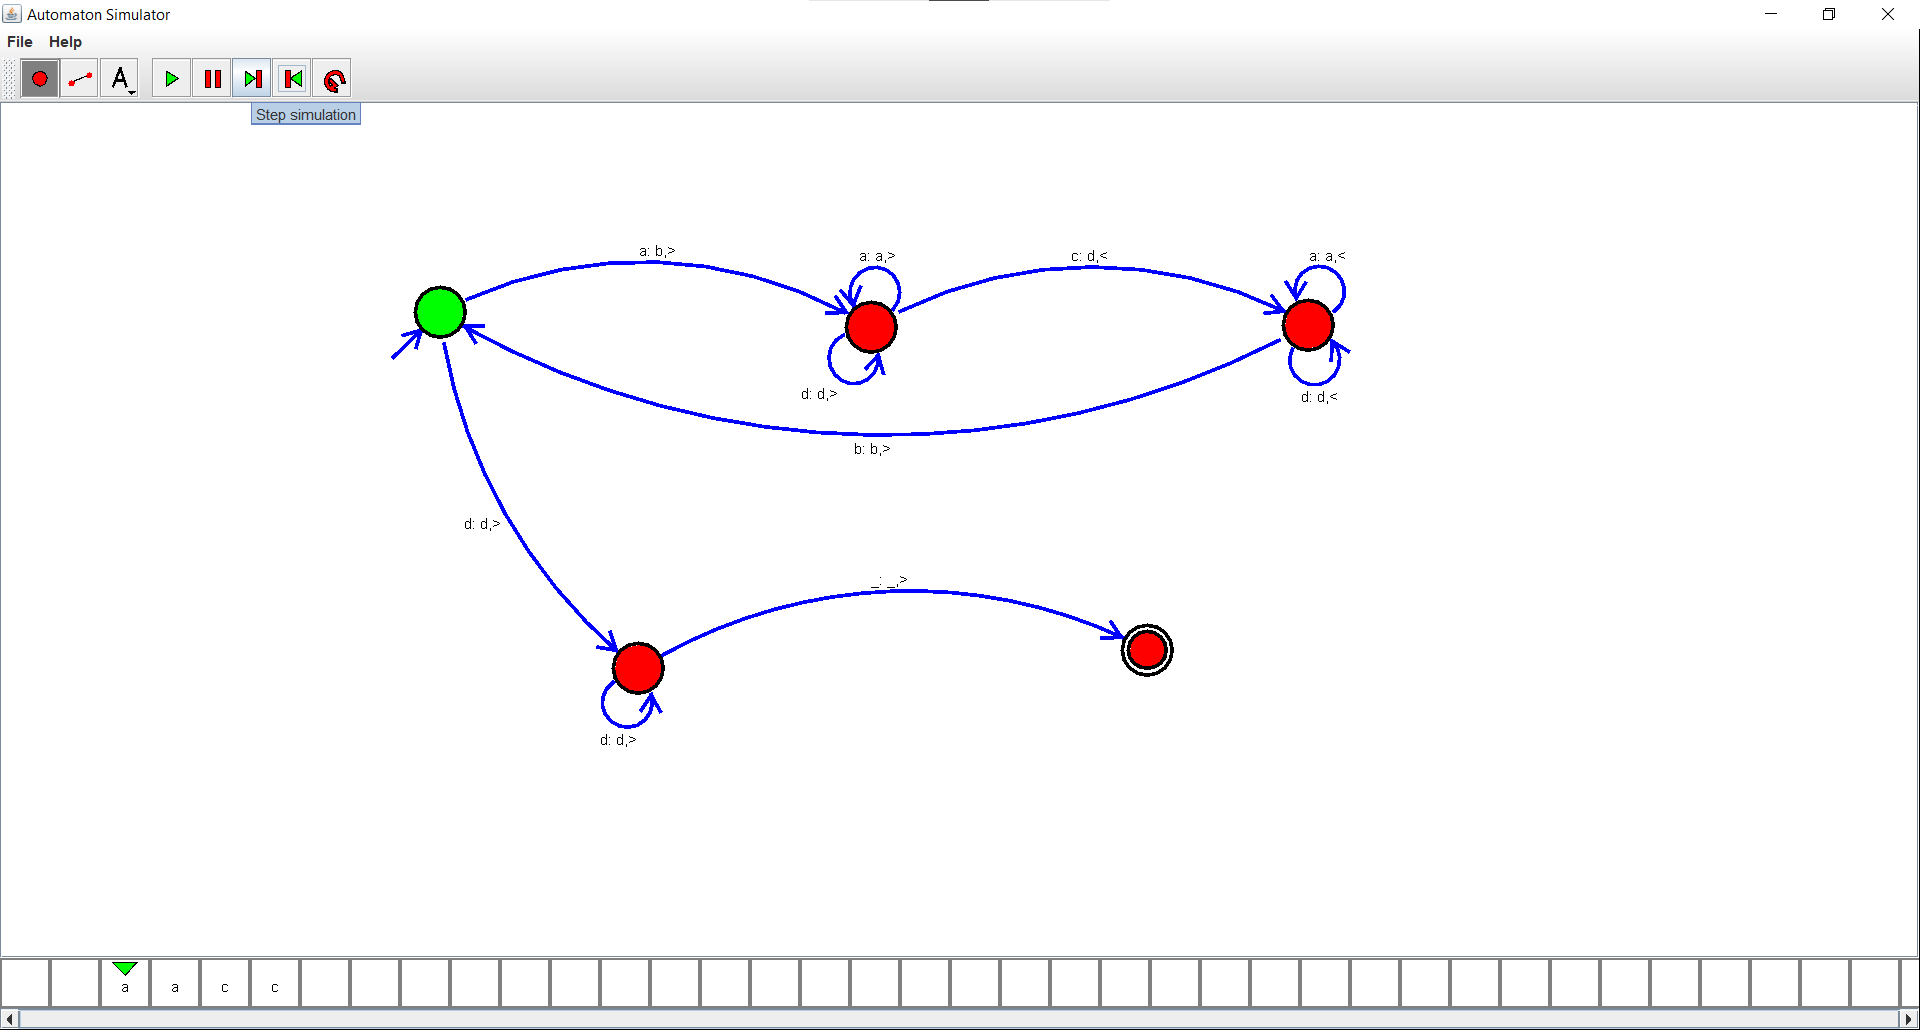 Automaton Simulator
File Help
A
Step simulation
a: b,>
a: a,>
c: d,<
a: a,<
d: d,>
d: d,<
b: b,>
d: d,>
_: _,>
d: d,>
a a c c